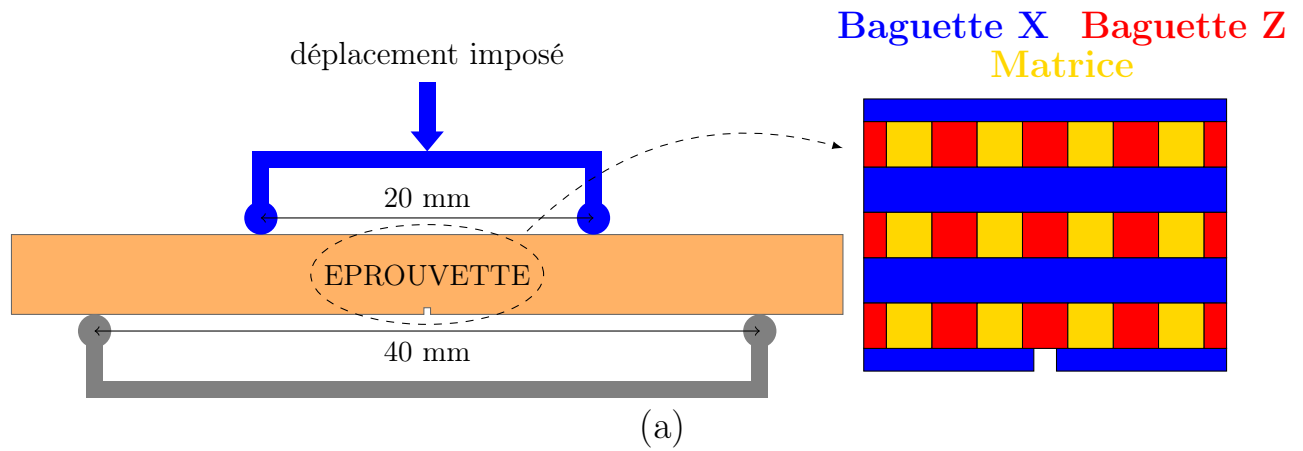 Baguette X Baguette Z
Matrice
déplacement imposé
20 mm
EPROUVETTE
40 mm
(a)